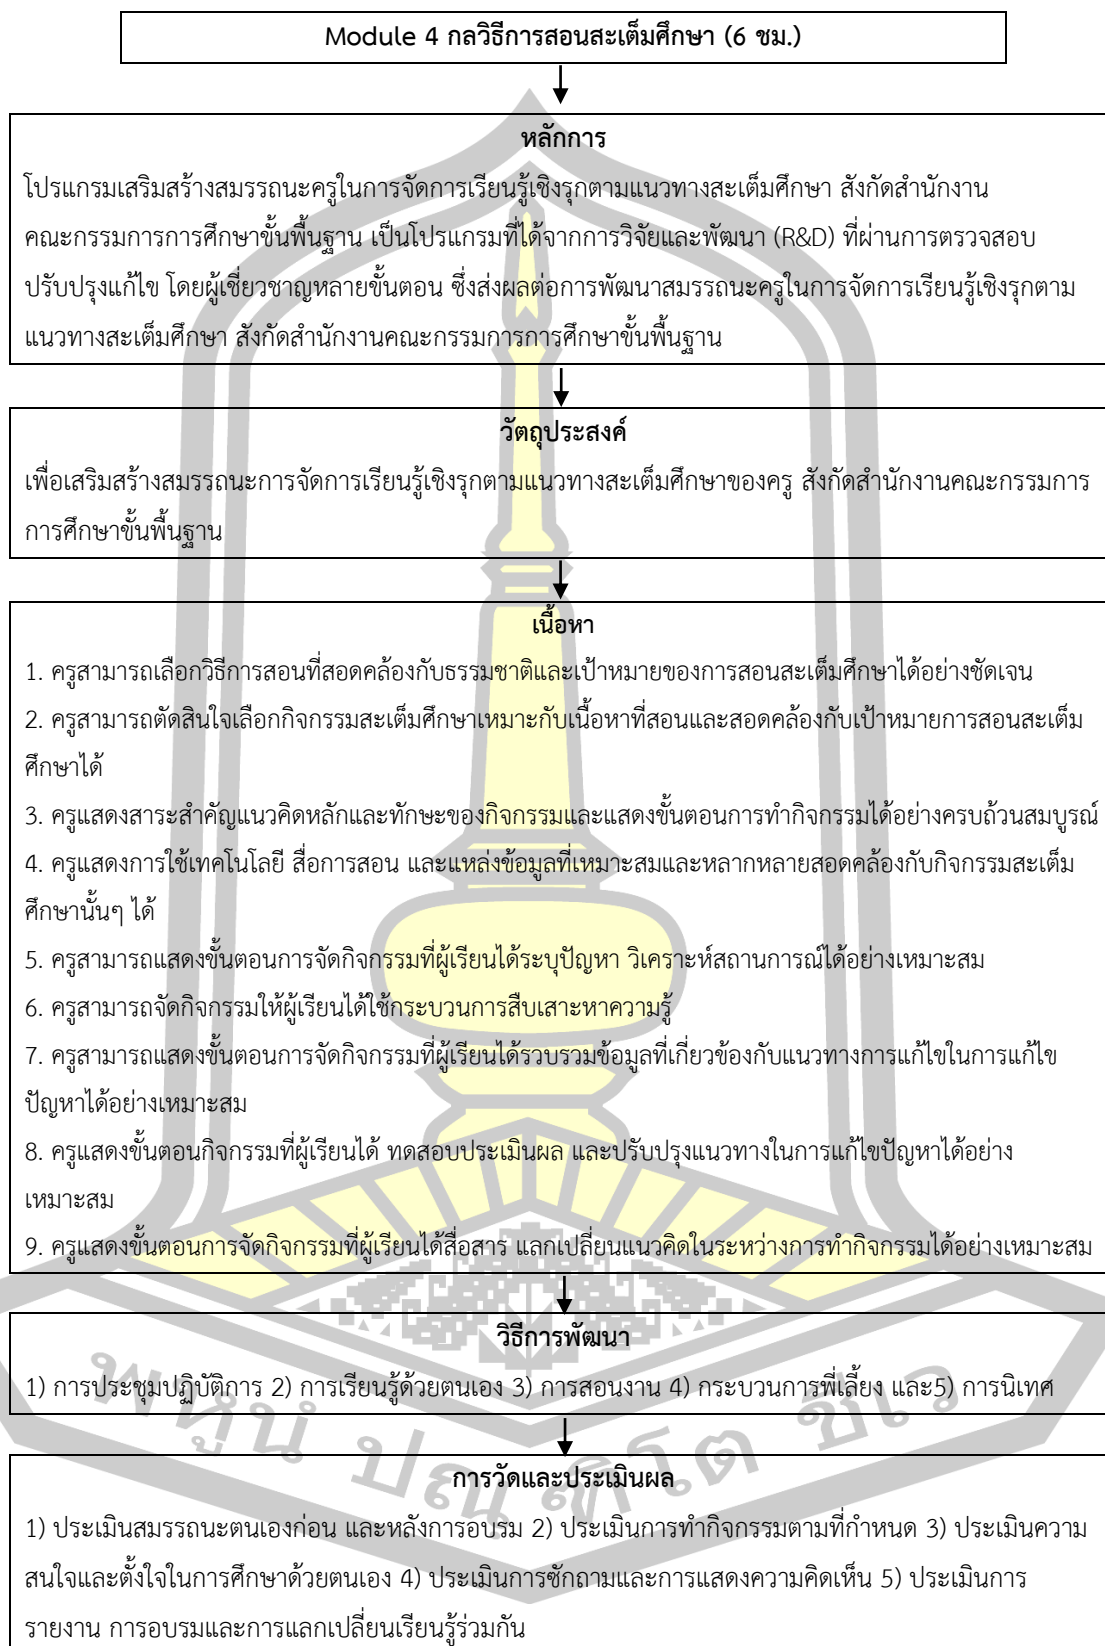 Module 4 กลวิธีการสอนสะเต็มศึกษา (6 ชม.)
หลักการ
โปรแกรมเสริมสร้างสมรรถนะครูในการจัดการเรียนรู้เชิงรุกตามแนวทางสะเต็มศึกษา สังกัดสำนักงาน
คณะกรรมการการศึกษาขั้นพื้นฐาน เป็นโปรแกรมที่ได้จากการวิจัยและพัฒนา (R&D) ที่ผ่านการตรวจสอบ
ปรับปรุงแก้ไข โดยผู้เชี่ยวชาญหลายขั้นตอน ซึ่งส่งผลต่อการพัฒนาสมรรถนะครูในการจัดการเรียนรู้เชิงรุกตาม
แนวทางสะเต็มศึกษา สังกัดสำนักงานคณะกรรมการการศึกษาขั้นพื้นฐาน
วัตถุประสงค์
เพื่อเสริมสร้างสมรรถนะการจัดการเรียนรู้เชิงรุกตามแนวทางสะเต็มศึกษาของครู สังกัดสำนักงานคณะกรรมการ
การศึกษาขั้นพื้นฐาน
เนื้อหา
1. ครูสามารถเลือกวิธีการสอนที่สอดคล้องกับธรรมชาติและเป้าหมายของการสอนสะเต็มศึกษาได้อย่างชัดเจน
2. ครูสามารถตัดสินใจเลือกกิจกรรมสะเต็มศึกษาเหมาะกับเนื้อหาที่สอนและสอดคล้องกับเป้าหมายการสอนสะเต็ม
ศึกษาได้
3. ครูแสดงสาระสำคัญแนวคิดหลักและทักษะของกิจกรรมและแสดงขั้นตอนการทำกิจกรรมได้อย่างครบถ้วนสมบูรณ์
4. ครูแสดงการใช้เทคโนโลยี สื่อการสอน และแหล่งข้อมูลที่เหมาะสมและหลากหลายสอดคล้องกับกิจกรรมสะเต็ม
ศึกษานั้นๆ ได้
5. ครูสามารถแสดงขั้นตอนการจัดกิจกรรมที่ผู้เรียนได้ระบุปัญหา วิเคราะห์สถานการณ์ได้อย่างเหมาะสม
6. ครูสามารถจัดกิจกรรมให้ผู้เรียนได้ใช้กระบวนการสืบเสาะหาความรู้
7. ครูสามารถแสดงขั้นตอนการจัดกิจกรรมที่ผู้เรียนได้รวบรวมข้อมูลที่เกี่ยวข้องกับแนวทางการแก้ไขในการแก้ไข
ปัญหาได้อย่างเหมาะสม
8. ครูแสดงขั้นตอนกิจกรรมที่ผู้เรียนได้ ทดสอบประเมินผล และปรับปรุงแนวทางในการแก้ไขปัญหาได้อย่าง
เหมาะสม
9. ครูแสดงขั้นตอนการจัดกิจกรรมที่ผู้เรียนได้สื่อสาร แลกเปลี่ยนแนวคิดในระหว่างการทำกิจกรรมได้อย่างเหมาะสม
วิธีการพัฒนา
1) การประชุมปฏิบัติการ 2) การเรียนรู้ด้วยตนเอง 3) การสอนงาน 4) กระบวนการพี่เลี้ยง และ5) การนิเทศ
พหูนํ ปณฺฑิโต ชีเว
การวัดและประเมินผล
1) ประเมินสมรรถนะตนเองก่อน และหลังการอบรม 2) ประเมินการทำกิจกรรมตามที่กำหนด 3) ประเมินความ
สนใจและตั้งใจในการศึกษาด้วยตนเอง 4) ประเมินการซักถามและการแสดงความคิดเห็น 5) ประเมินการ
รายงาน การอบรมและการแลกเปลี่ยนเรียนรู้ร่วมกัน